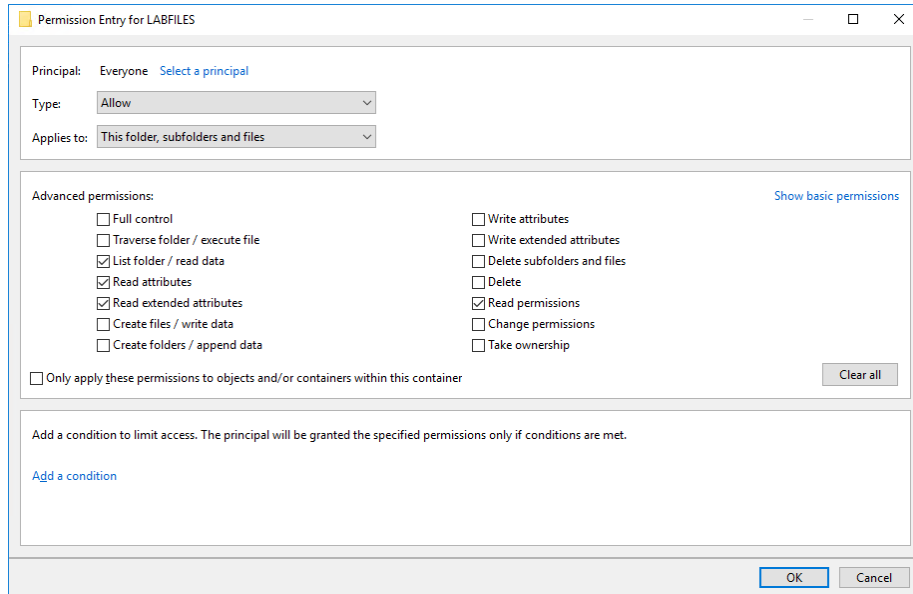 Permission Entry for LABFILES
Principal: Everyone Select a principal
Type: Allow
Applies to: This folder, subfolders and files
Advanced permissions: Show basic permissions
Full control
Traverse folder / execute file
List folder / read data
Read attributes
Read extended attributes
Create files / write data
Create folders / append data
Write attributes
Write extended attributes
Delete subfolders and files
Delete
Read permissions
Change permissions
Take ownership
Only apply these permissions to objects and/or containers within this container
Clear all
Add a condition to limit access. The principal will be granted the specified permissions only if conditions are met.
Add a condition
OK Cancel